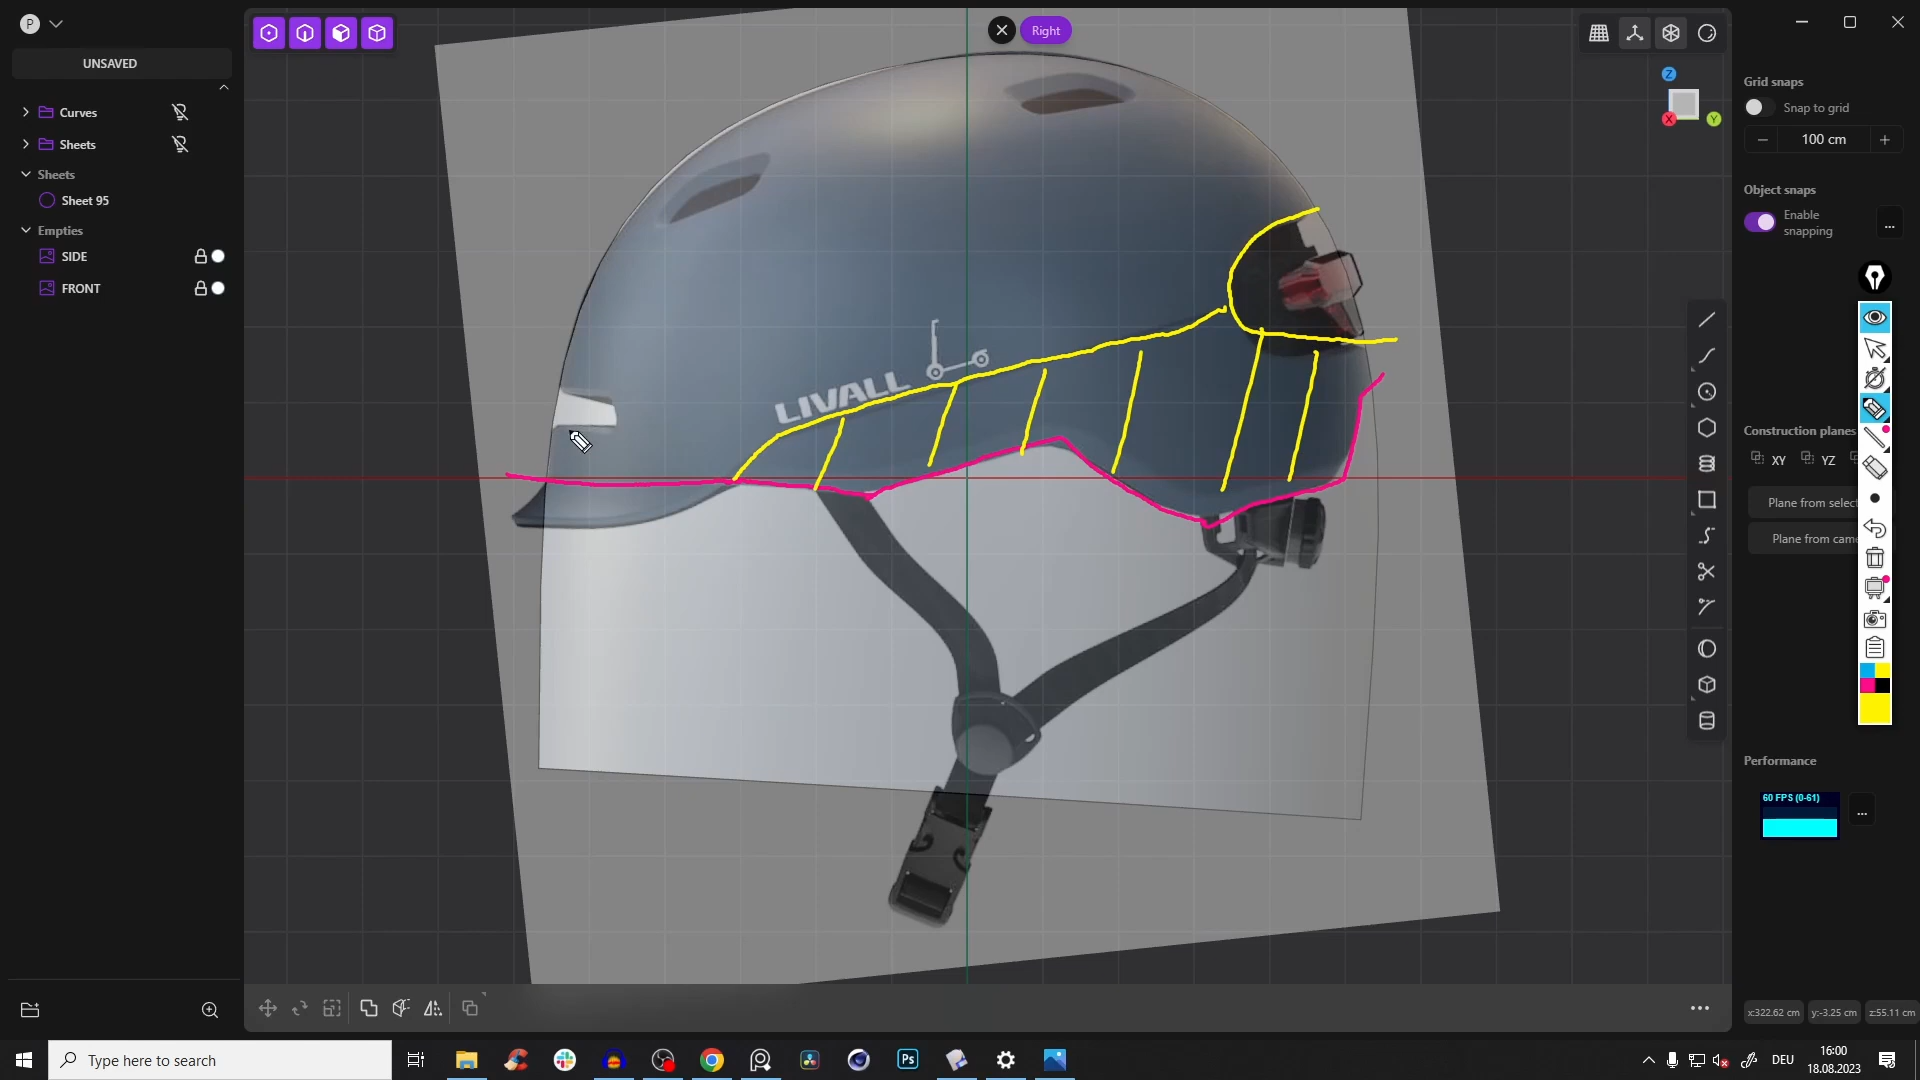 P
Right
UNSAVED
Curves
Sheets
Sheets
Sheet 95
Empties
SIDE
FRONT
LIVALL
Z
X
Y
Grid snaps
Snap to grid
100 cm
Object snaps
Enable
snapping
...
Construction planes
XY
YZ
Plane from select
Plane from came
Performance
60 FPS (0-61)
...
x:322.62 cm
y:-3.25 cm
z:55.11 cm
Type here to search
Ps
DEU
16:00
18.08.2023